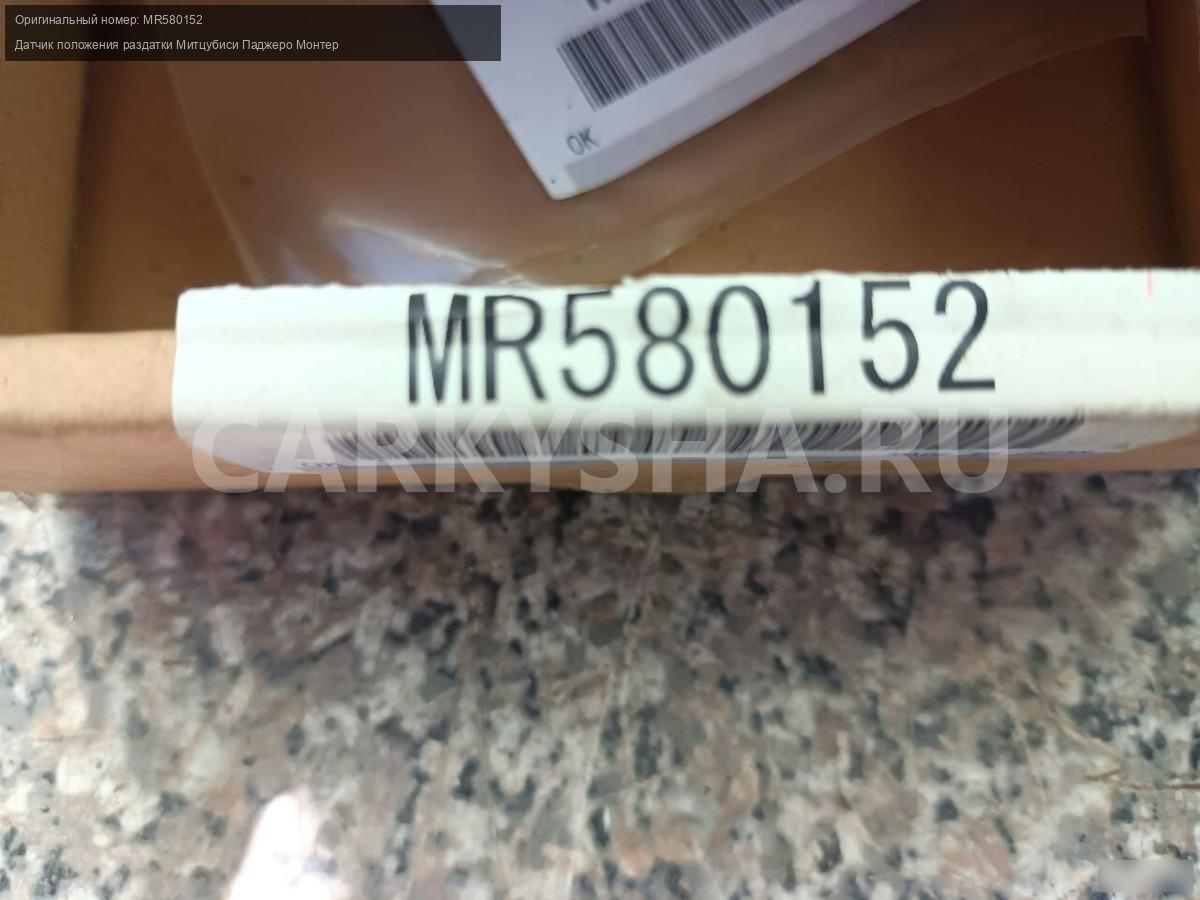 Оригинальный номер: MR580152
Датчик положения раздатки Митцубиси Паджеро Монтер
OK
MR580152
CARKYSHA.RU